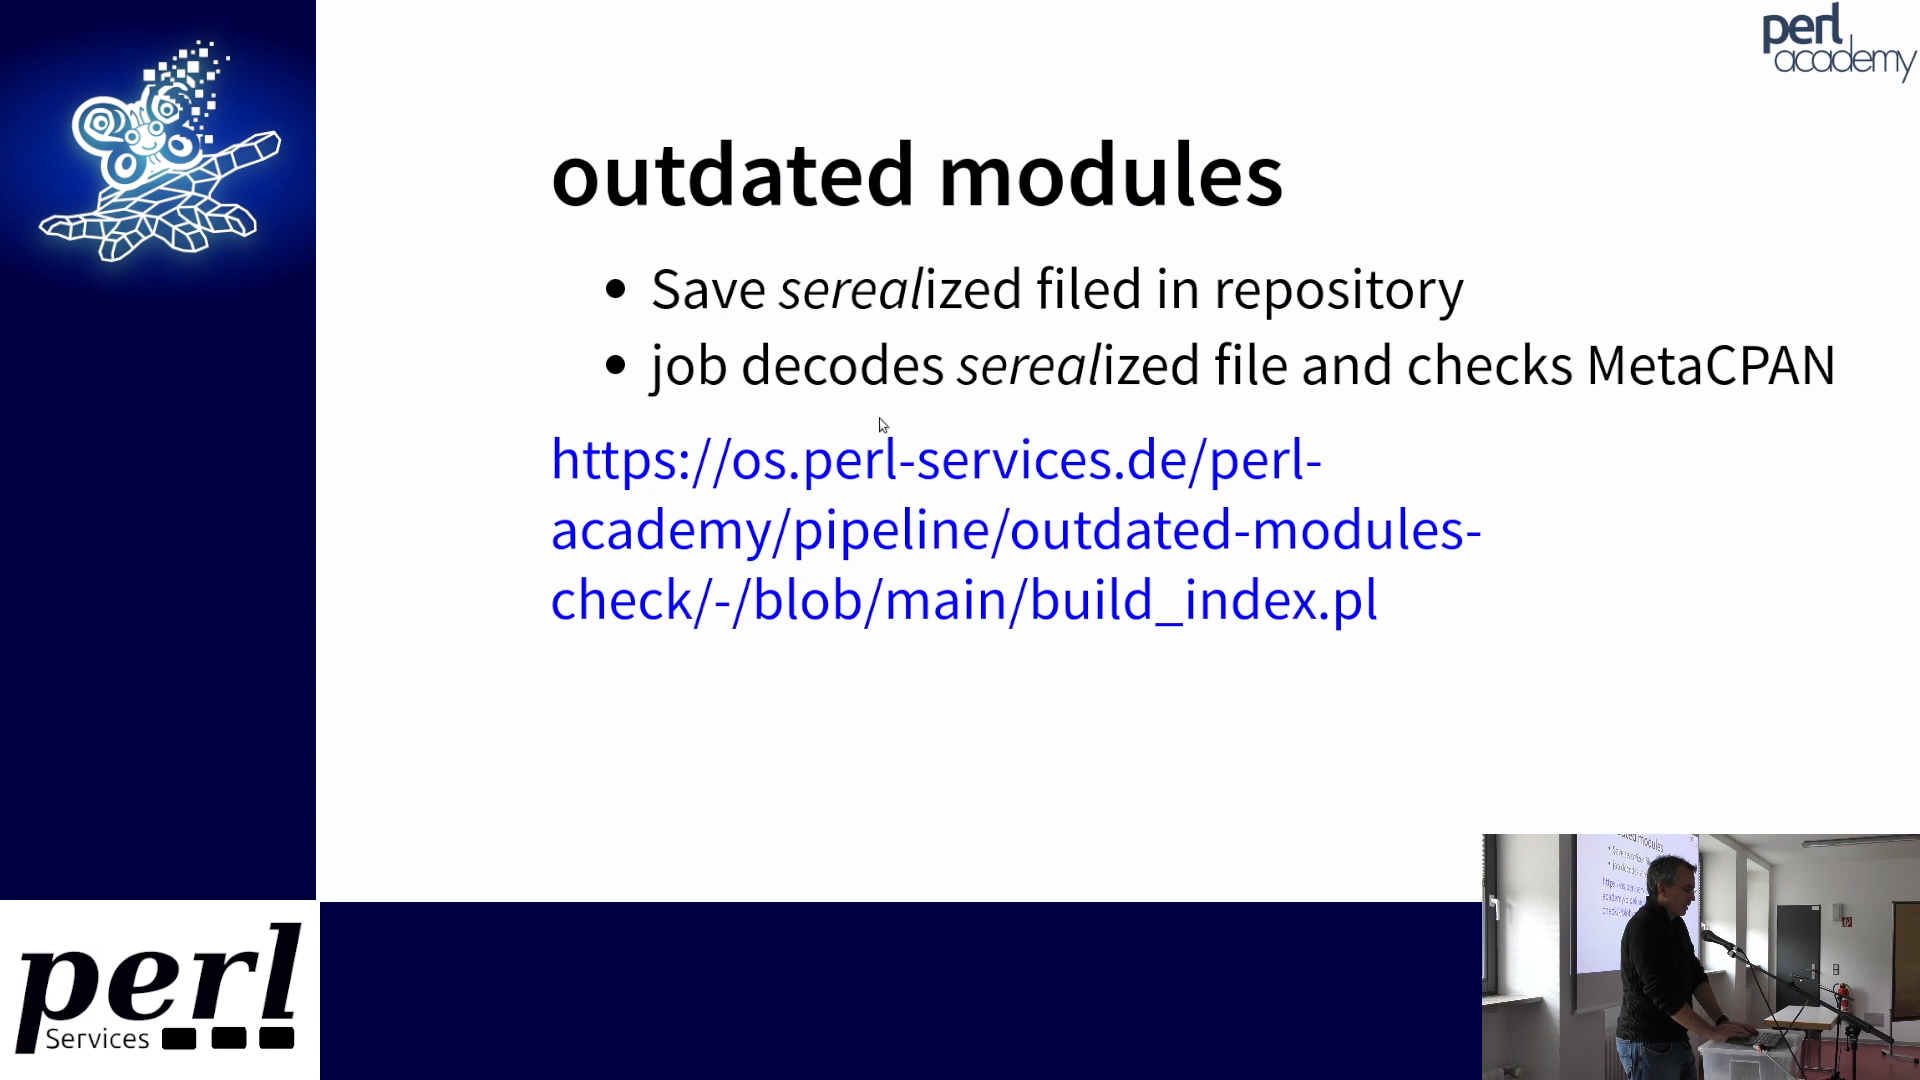 perl
academy
outdated modules
• Save serealized filed in repository
• job decodes serealized file and checks MetaCPAN
https://os.perl-services.de/perl-
academy/pipeline/outdated-modules-
check/-/blob/main/build_index.pl
perl
Services